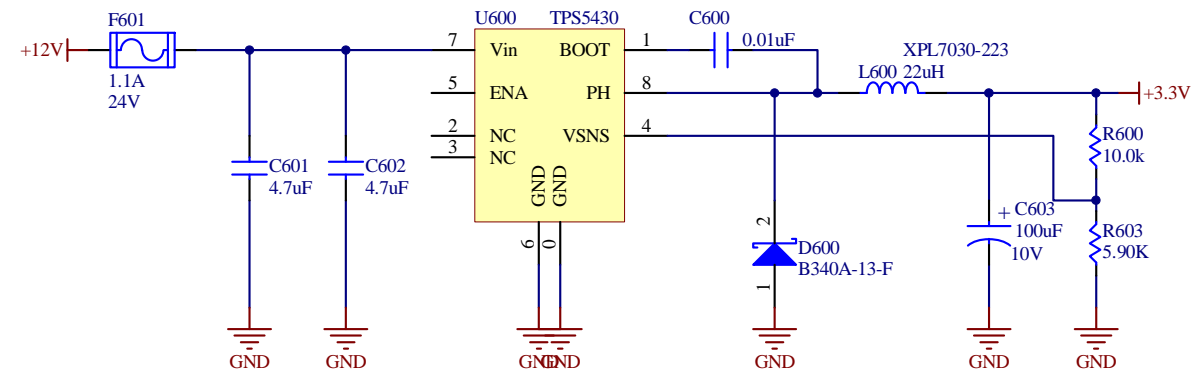 F601
+12V
1.1A
24V
C601
4.7uF
C602
4.7uF
U600
TPS5430
7
Vin
BOOT
1
5
ENA
PH
8
2
NC
VSNS
4
3
NC
GND
GND
6
0
C600
0.01uF
XPL7030-223
L600 22uH
+3.3V
R600
10.0k
2
D600
B340A-13-F
1
+
C603
100uF
10V
R603
5.90K
GND
GND
GND
GND
GND
GND
GND